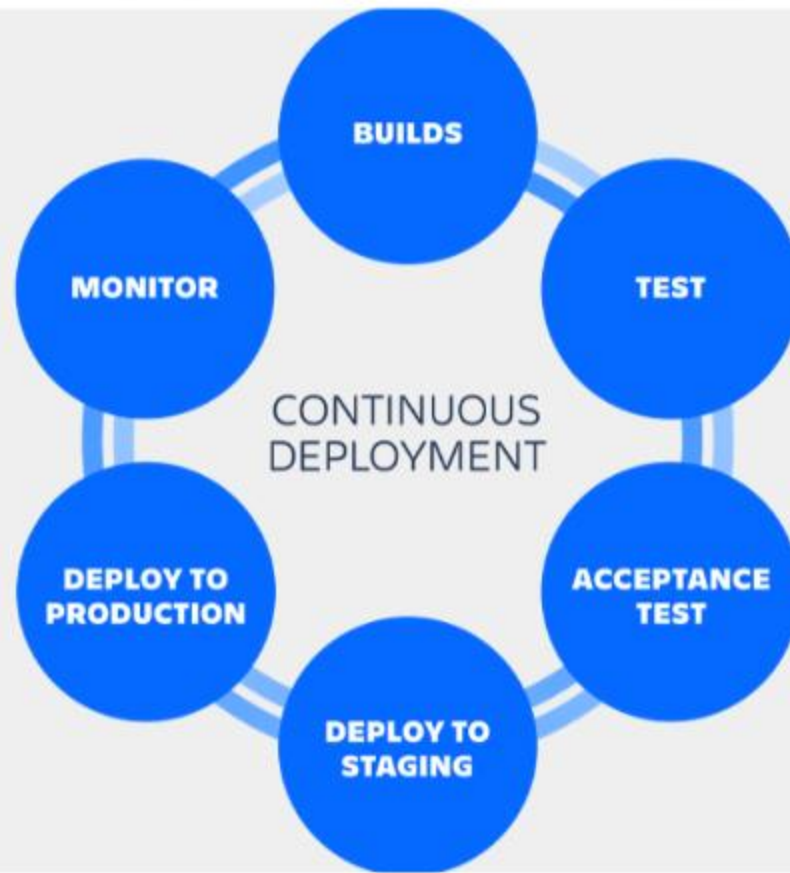 BUILDS
TEST
ACCEPTANCE
TEST
DEPLOY TO
STAGING
DEPLOY TO
PRODUCTION
MONITOR
CONTINUOUS
DEPLOYMENT